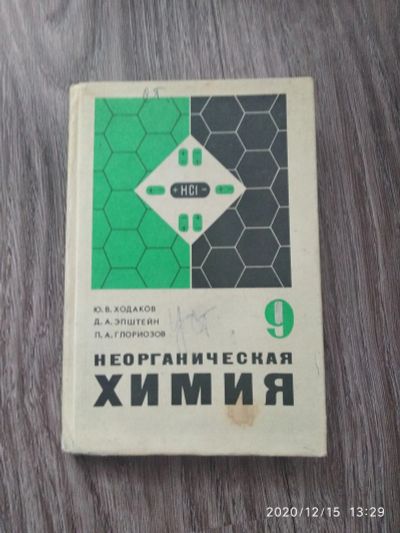 + HCl -
Ю. В. ХОДАКОВ
Д. А. ЭПШТЕЙН
П. А. ГЛОРИОЗОВ
9
НЕОРГАНИЧЕСКАЯ
ХИМИЯ
2020/12/15 13:29